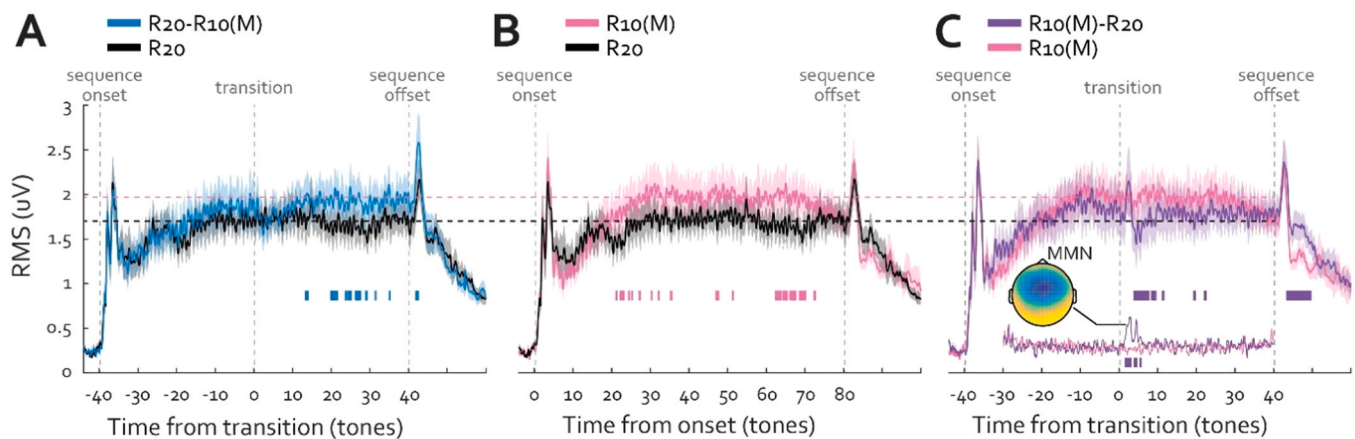 A
R20-R10(M)
R20
sequence
onset
transition
sequence
offset
RMS (uV)
3
2.5
2
1.5
1
0.5
0
-40 -30 -20 -10 0 10 20 30 40
Time from transition (tones)
B
R10(M)
R20
sequence
onset
sequence
offset
0 10 20 30 40 50 60 70 80
Time from onset (tones)
C
R10(M)-R20
R10(M)
sequence
onset
transition
sequence
offset
MMN
-40 -30 -20 -10 0 10 20 30 40
Time from transition (tones)